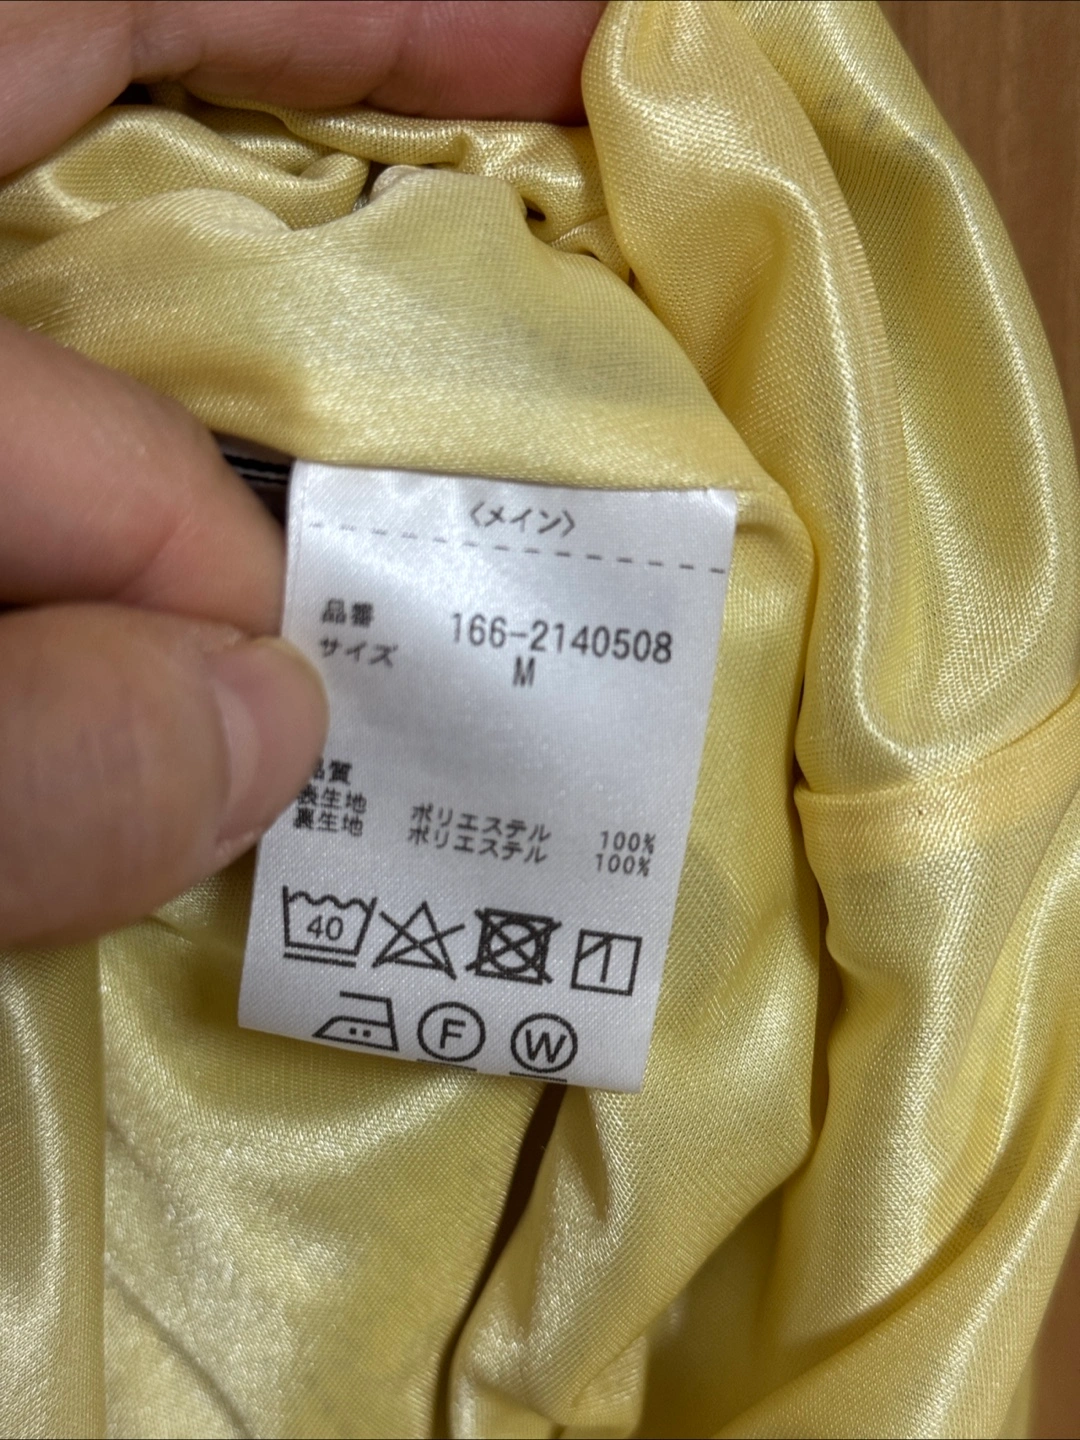 〈メイン〉
品番 166-2140508
サイズ M
品質
表生地 ポリエステル 100%
裏生地 ポリエステル 100%
40
F W